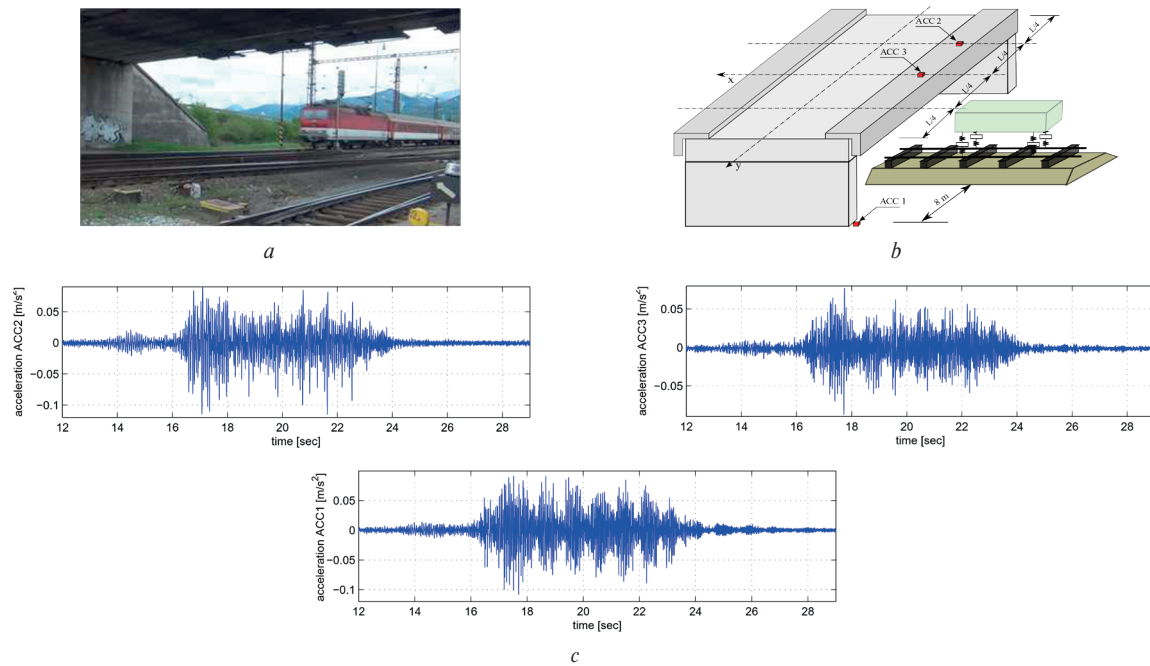 ACC 2
ACC 3
x
L/4
L/4
L/4
L/4
y
8 m
ACC 1
a
b
acceleration ACC2 [m/s²]
0.05
0
−0.05
−0.1
12 14 16 18 20 22 24 26 28
time [sec]
acceleration ACC3 [m/s²]
0.05
0
−0.05
12 14 16 18 20 22 24 26 28
time [sec]
acceleration ACC1 [m/s²]
0.05
0
−0.05
−0.1
12 14 16 18 20 22 24 26 28
time [sec]
c